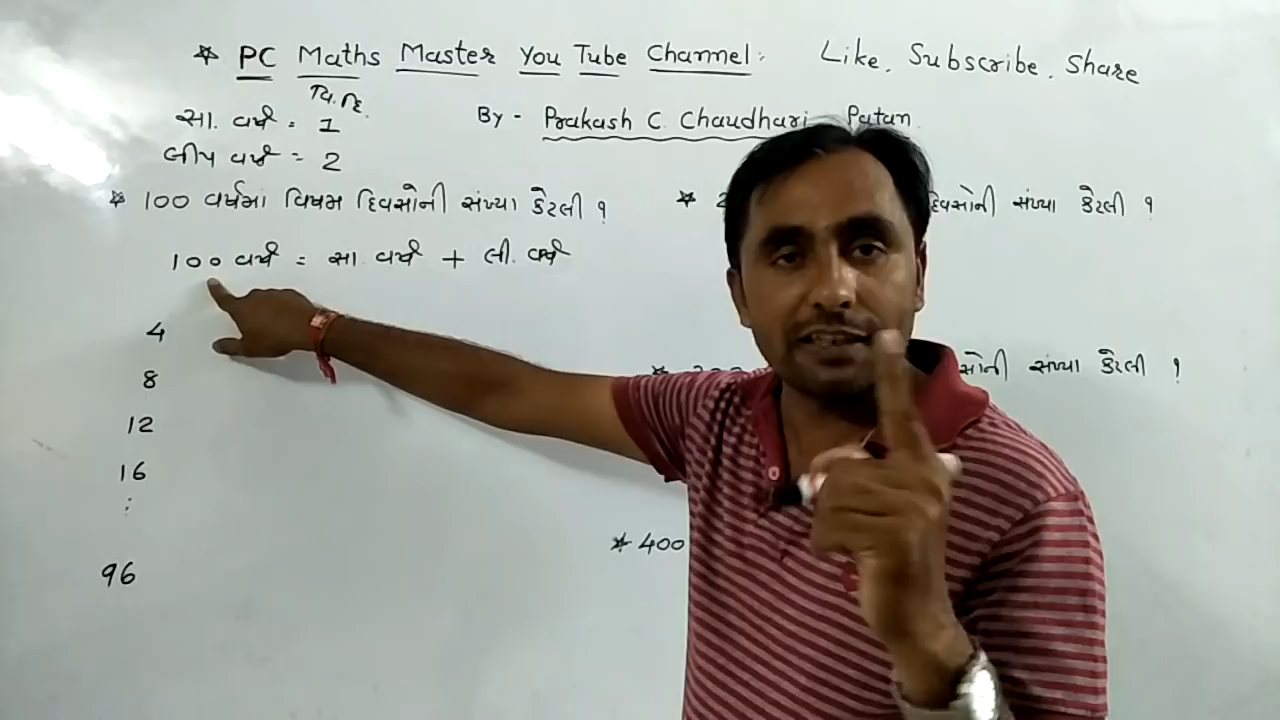 * PC Maths Master You Tube Channel: Like, Subscribe, Share
વિ.દિ.
સા. વર્ષ = 1
By - Prakash C. Chaudhari Patan
લીપ વર્ષ = 2
* 100 વર્ષમાં વિષમ દિવસોની સંખ્યા કેટલી ?
* 2 દિવસોની સંખ્યા કેટલી ?
100 વર્ષ = સા. વર્ષ + લી. વર્ષ
4
* સોની સંખ્યા કેટલી ?
8
12
16
:
* 400
96